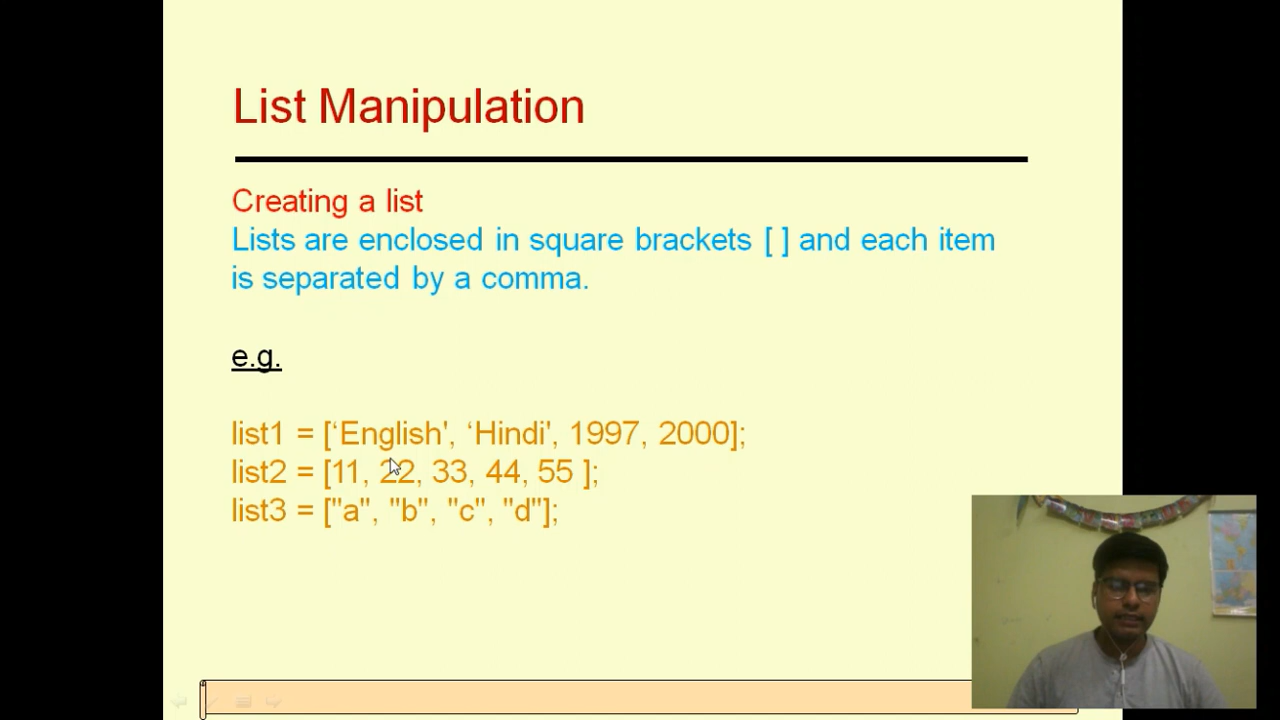 List Manipulation
Creating a list
Lists are enclosed in square brackets [ ] and each item
is separated by a comma.
e.g.
list1 = [‘English', ‘Hindi', 1997, 2000];
list2 = [11, 22, 33, 44, 55 ];
list3 = ["a", "b", "c", "d"];